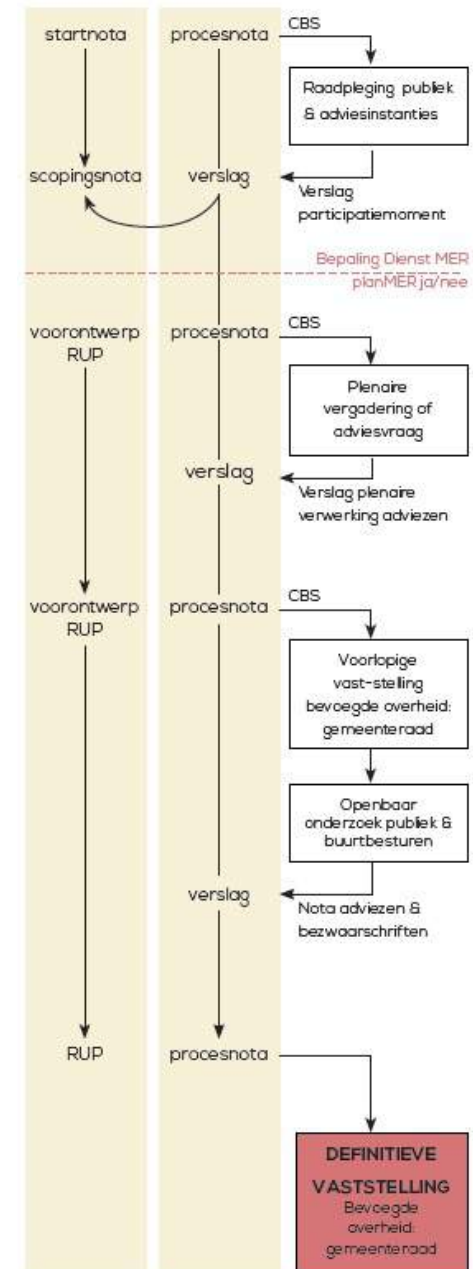 startnota
procesnota
CBS
Raadpleging publiek
& adviesinstanties
scopingsnota
verslag
Verslag
participatiemoment
Bepaling Dienst MER
planMER ja/nee
voorontwerp
RUP
procesnota
CBS
Plenaire
vergadering of
adviesvraag
verslag
Verslag plenaire
verwerking adviezen
voorontwerp
RUP
procesnota
CBS
Voorlopige
vast-stelling
bevoegde overheid:
gemeenteraad
Openbaar
onderzoek publiek &
buurtbesturen
verslag
Nota adviezen &
bezwaarschriften
RUP
procesnota
DEFINITIEVE
VASTSTELLING
Bevoegde
overheid:
gemeenteraad